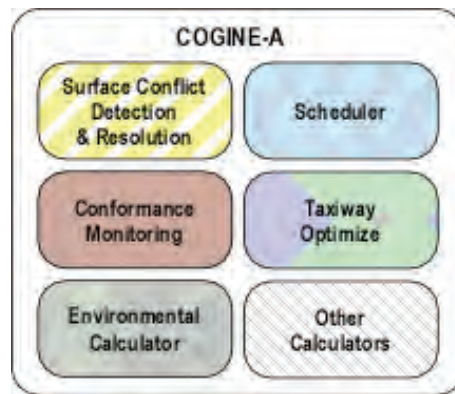 COGINE-A
Surface Conflict
Detection
& Resolution
Scheduler
Conformance
Monitoring
Taxiway
Optimize
Environmental
Calculator
Other
Calculators